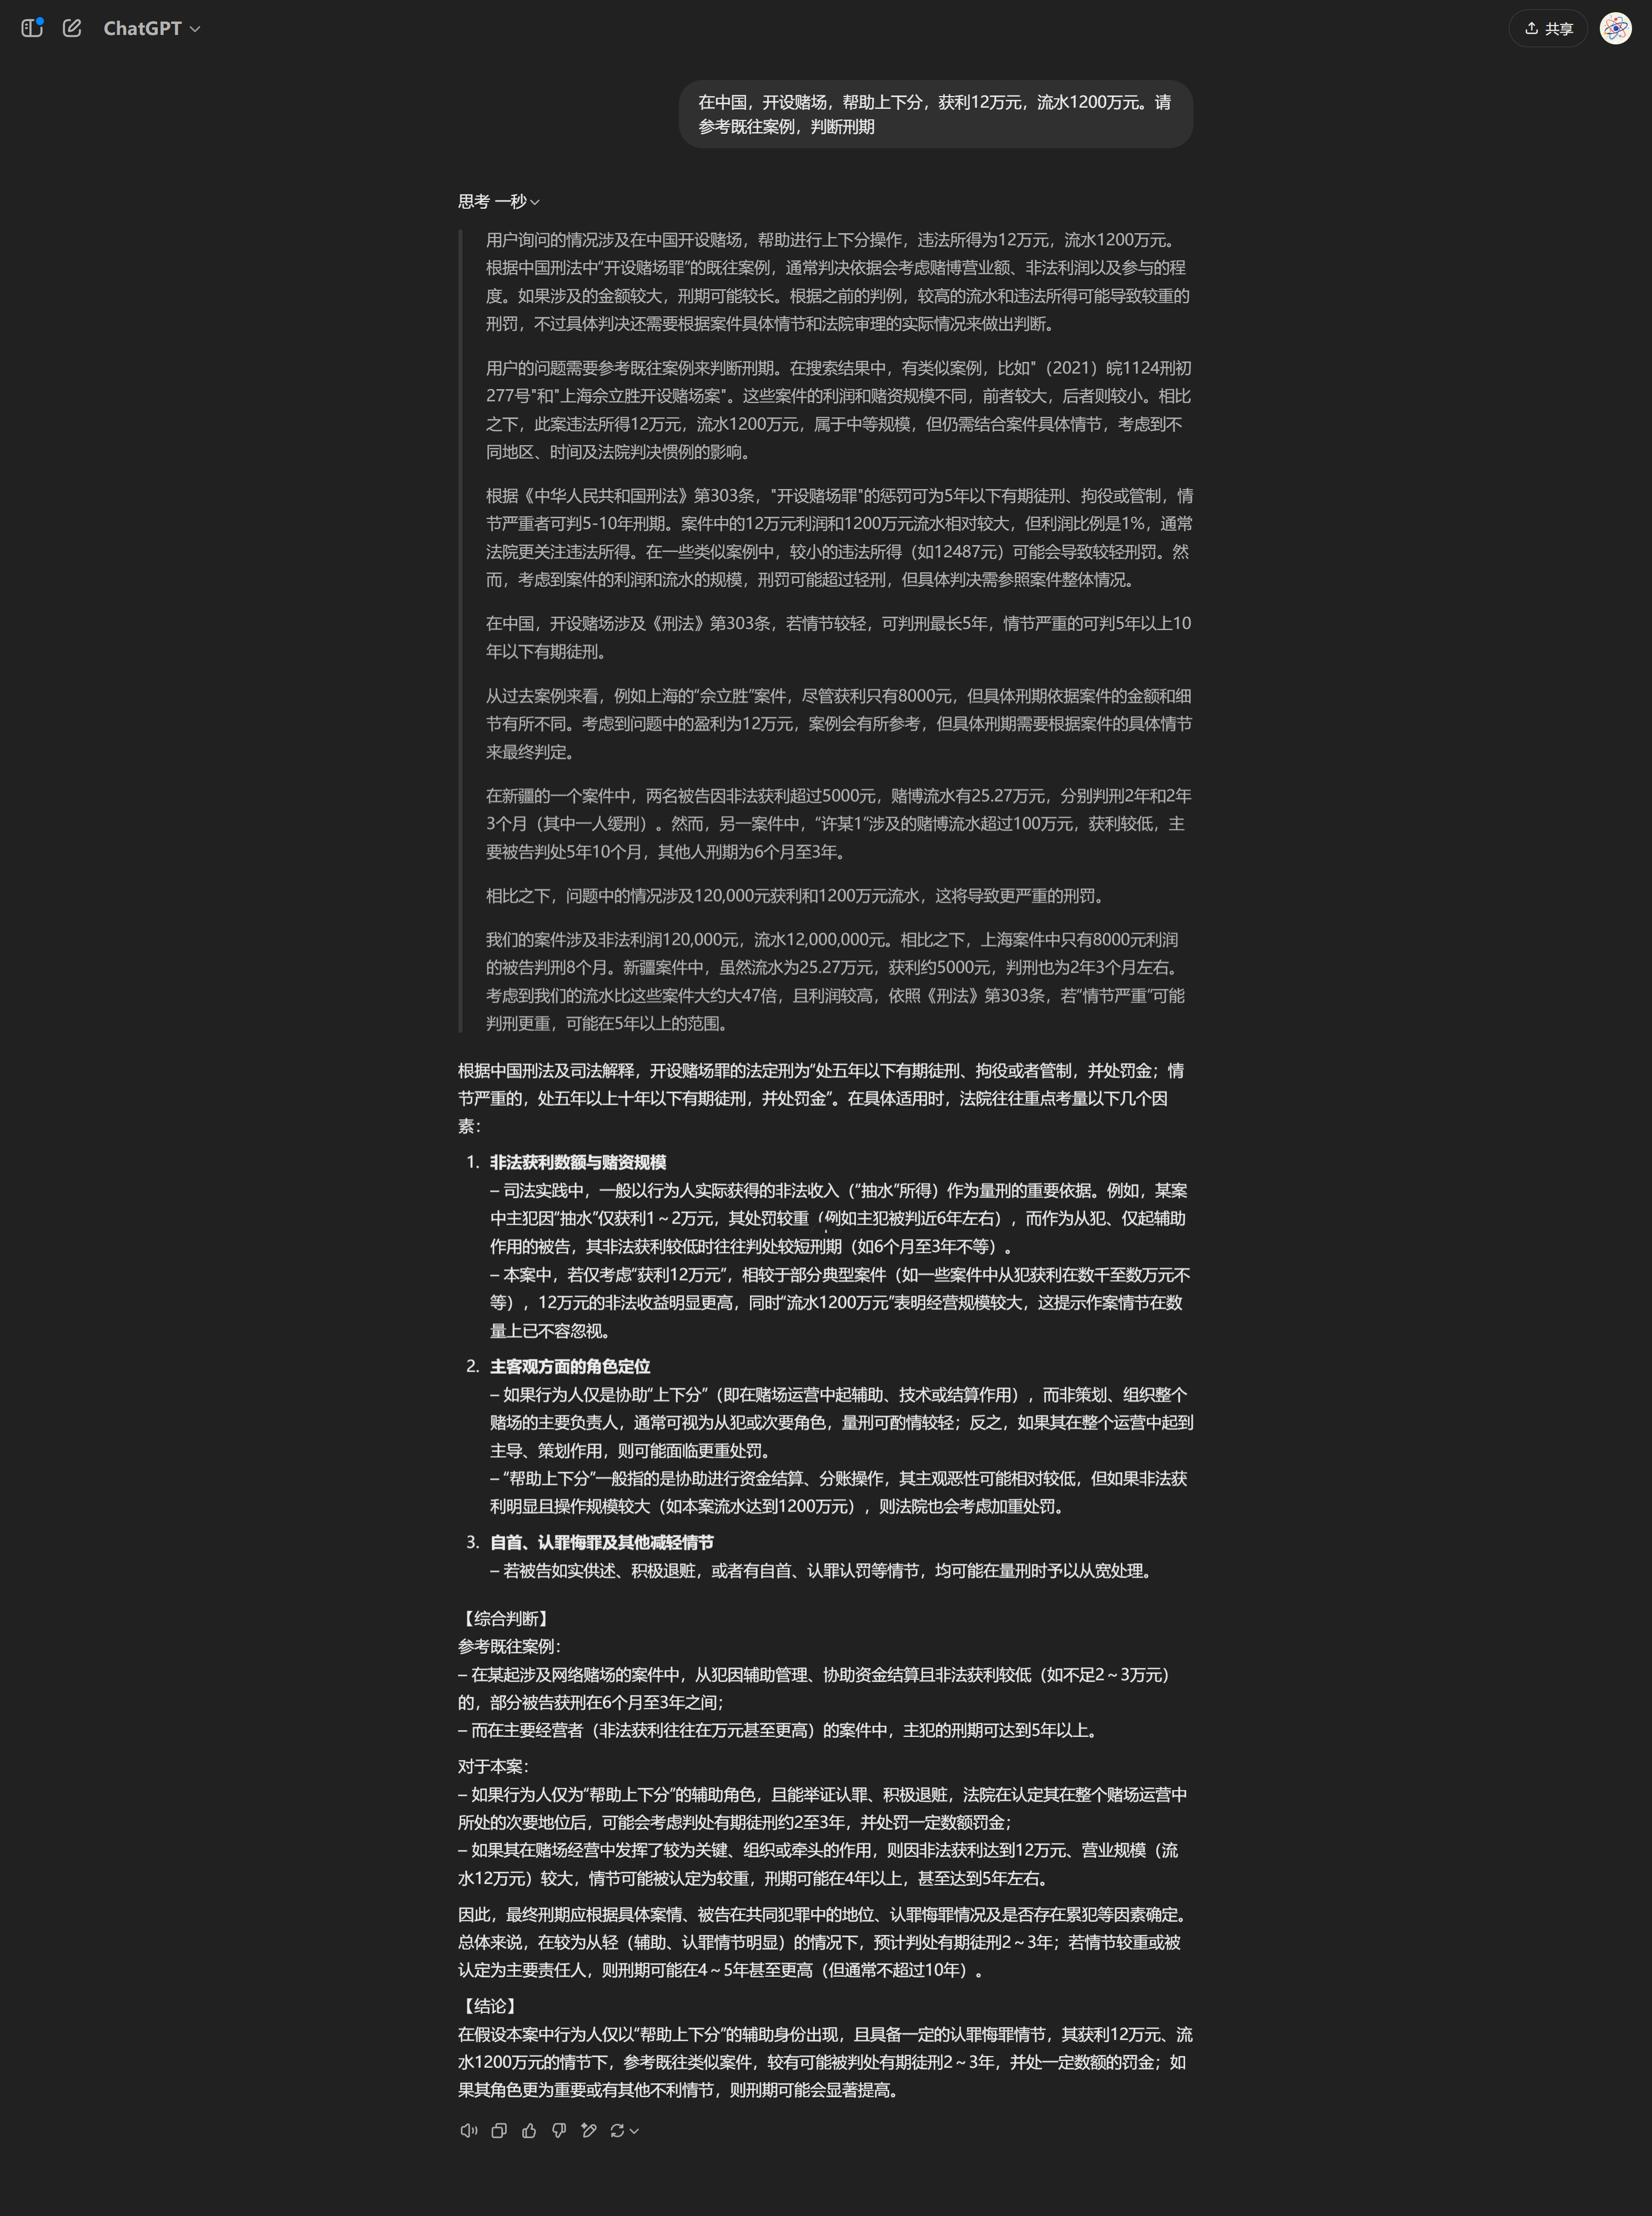 ChatGPT
共享
在中国，开设赌场，帮助上下分，获利12万元，流水1200万元。请
参考既往案例，判断刑期
思考 一秒
用户询问的情况涉及在中国开设赌场，帮助进行上下分操作，违法所得为12万元，流水1200万元。
根据中国刑法中“开设赌场罪”的既往案例，通常判决依据会考虑赌博营业额、非法利润以及参与的程
度。如果涉及的金额较大，刑期可能较长。根据之前的判例，较高的流水和违法所得可能导致较重的
刑罚，不过具体判决还需要根据案件具体情节和法院审理的实际情况来做出判断。
用户的问题需要参考既往案例来判断刑期。在搜索结果中，有类似案例，比如"（2021）皖1124刑初
277号"和"上海佘立胜开设赌场案"。这些案件的利润和赌资规模不同，前者较大，后者则较小。相比
之下，此案违法所得12万元，流水1200万元，属于中等规模，但仍需结合案件具体情节，考虑到不
同地区、时间及法院判决惯例的影响。
根据《中华人民共和国刑法》第303条，"开设赌场罪"的惩罚可为5年以下有期徒刑、拘役或管制，情
节严重者可判5-10年刑期。案件中的12万元利润和1200万元流水相对较大，但利润比例是1%，通常
法院更关注违法所得。在一些类似案例中，较小的违法所得（如12487元）可能会导致较轻刑罚。然
而，考虑到案件的利润和流水的规模，刑罚可能超过轻刑，但具体判决需参照案件整体情况。
在中国，开设赌场涉及《刑法》第303条，若情节较轻，可判刑最长5年，情节严重的可判5年以上10
年以下有期徒刑。
从过去案例来看，例如上海的“佘立胜”案件，尽管获利只有8000元，但具体刑期依据案件的金额和细
节有所不同。考虑到问题中的盈利为12万元，案例会有所参考，但具体刑期需要根据案件的具体情节
来最终判定。
在新疆的一个案件中，两名被告因非法获利超过5000元，赌博流水有25.27万元，分别判刑2年和2年
3个月（其中一人缓刑）。然而，另一案件中，“许某1”涉及的赌博流水超过100万元，获利较低，主
要被告判处5年10个月，其他人刑期为6个月至3年。
相比之下，问题中的情况涉及120,000元获利和1200万元流水，这将导致更严重的刑罚。
我们的案件涉及非法利润120,000元，流水12,000,000元。相比之下，上海案件中只有8000元利润
的被告判刑8个月。新疆案件中，虽然流水为25.27万元，获利约5000元，判刑也为2年3个月左右。
考虑到我们的流水比这些案件大约大47倍，且利润较高，依照《刑法》第303条，若“情节严重”可能
判刑更重，可能在5年以上的范围。
根据中国刑法及司法解释，开设赌场罪的法定刑为“处五年以下有期徒刑、拘役或者管制，并处罚金；情
节严重的，处五年以上十年以下有期徒刑，并处罚金”。在具体适用时，法院往往重点考量以下几个因
素：
1. 非法获利数额与赌资规模
– 司法实践中，一般以行为人实际获得的非法收入（“抽水”所得）作为量刑的重要依据。例如，某案
中主犯因“抽水”仅获利1～2万元，其处罚较重（例如主犯被判近6年左右），而作为从犯、仅起辅助
作用的被告，其非法获利较低时往往判处较短刑期（如6个月至3年不等）。
– 本案中，若仅考虑“获利12万元”，相较于部分典型案件（如一些案件中从犯获利在数千至数万元不
等），12万元的非法收益明显更高，同时“流水1200万元”表明经营规模较大，这提示作案情节在数
量上已不容忽视。
2. 主客观方面的角色定位
– 如果行为人仅是协助“上下分”（即在赌场运营中起辅助、技术或结算作用），而非策划、组织整个
赌场的主要负责人，通常可视为从犯或次要角色，量刑可酌情较轻；反之，如果其在整个运营中起到
主导、策划作用，则可能面临更重处罚。
– “帮助上下分”一般指的是协助进行资金结算、分账操作，其主观恶性可能相对较低，但如果非法获
利明显且操作规模较大（如本案流水达到1200万元），则法院也会考虑加重处罚。
3. 自首、认罪悔罪及其他减轻情节
– 若被告如实供述、积极退赃，或者有自首、认罪认罚等情节，均可能在量刑时予以从宽处理。
【综合判断】
参考既往案例：
– 在某起涉及网络赌场的案件中，从犯因辅助管理、协助资金结算且非法获利较低（如不足2～3万元）
的，部分被告获刑在6个月至3年之间；
– 而在主要经营者（非法获利往往在万元甚至更高）的案件中，主犯的刑期可达到5年以上。
对于本案：
– 如果行为人仅为“帮助上下分”的辅助角色，且能举证认罪、积极退赃，法院在认定其在整个赌场运营中
所处的次要地位后，可能会考虑判处有期徒刑约2至3年，并处罚一定数额罚金；
– 如果其在赌场经营中发挥了较为关键、组织或牵头的作用，则因非法获利达到12万元、营业规模（流
水12万元）较大，情节可能被认定为较重，刑期可能在4年以上，甚至达到5年左右。
因此，最终刑期应根据具体案情、被告在共同犯罪中的地位、认罪悔罪情况及是否存在累犯等因素确定。
总体来说，在较为从轻（辅助、认罪情节明显）的情况下，预计判处有期徒刑2～3年；若情节较重或被
认定为主要责任人，则刑期可能在4～5年甚至更高（但通常不超过10年）。
【结论】
在假设本案中行为人仅以“帮助上下分”的辅助身份出现，且具备一定的认罪悔罪情节，其获利12万元、流
水1200万元的情节下，参考既往类似案件，较有可能被判处有期徒刑2～3年，并处一定数额的罚金；如
果其角色更为重要或有其他不利情节，则刑期可能会显著提高。